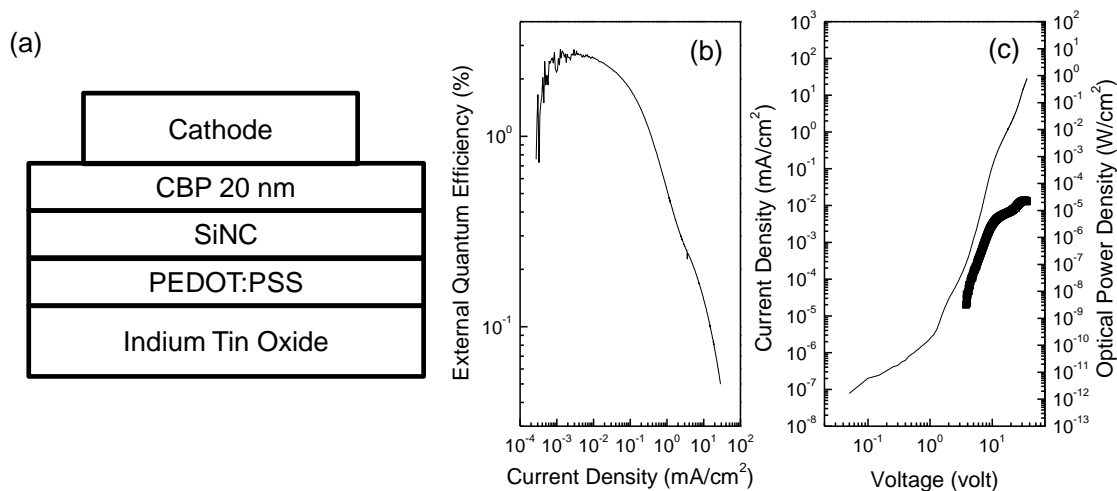 (a)
Cathode
CBP 20 nm
SiNC
PEDOT:PSS
Indium Tin Oxide
(b)
External Quantum Efficiency (%)
10^0
10^-1
10^-4 10^-3 10^-2 10^-1 10^0 10^1 10^2
Current Density (mA/cm^2)
(c)
Current Density (mA/cm^2)
10^3
10^2
10^1
10^0
10^-1
10^-2
10^-3
10^-4
10^-5
10^-6
10^-7
10^-8
10^-1 10^0 10^1
Voltage (volt)
10^2
10^1
10^0
10^-1
10^-2
10^-3
10^-4
10^-5
10^-6
10^-7
10^-8
10^-9
10^-10
10^-11
10^-12
10^-13
Optical Power Density (W/cm^2)